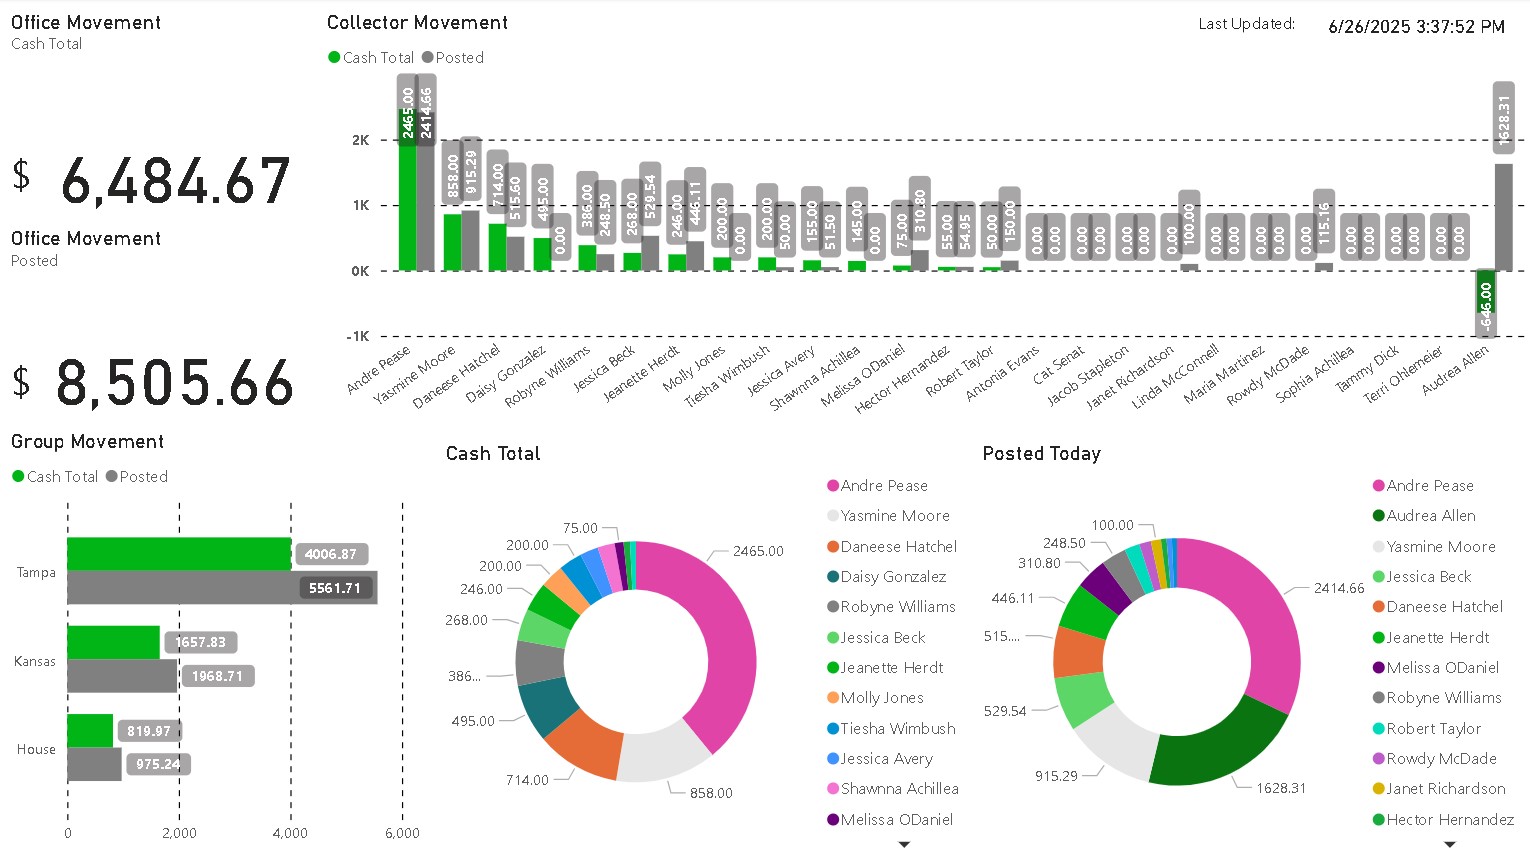 Office Movement
Cash Total
$ 6,484.67
Office Movement
Posted
$ 8,505.66
Collector Movement
Cash Total Posted
Last Updated: 6/26/2025 3:37:52 PM
2K
1K
0K
-1K
2465.00 2414.66
858.00 915.29
714.00 515.60
495.00 0.00
386.00 248.50
268.00 529.54
246.00 446.11
200.00 0.00
200.00 50.00
155.00 51.50
145.00 0.00
75.00 310.80
55.00 54.95
50.00 150.00
0.00 0.00
0.00 0.00
0.00 0.00
0.00 100.00
0.00 0.00
0.00 0.00
0.00 115.16
0.00 0.00
0.00 0.00
0.00 0.00
-646.00 1628.31
Andre Pease
Yasmine Moore
Daneese Hatchel
Daisy Gonzalez
Robyne Williams
Jessica Beck
Jeanette Herdt
Molly Jones
Tiesha Wimbush
Jessica Avery
Shawnna Achillea
Melissa ODaniel
Hector Hernandez
Robert Taylor
Antonia Evans
Cat Senat
Jacob Stapleton
Janet Richardson
Linda McConnell
Maria Martinez
Rowdy McDade
Sophia Achillea
Tammy Dick
Terri Ohlemeier
Audrea Allen
Group Movement
Cash Total Posted
Tampa
4006.87
5561.71
Kansas
1657.83
1968.71
House
819.97
975.24
0 2,000 4,000 6,000
Cash Total
75.00
200.00
200.00
246.00
268.00
386...
495.00
714.00
858.00
2465.00
Andre Pease
Yasmine Moore
Daneese Hatchel
Daisy Gonzalez
Robyne Williams
Jessica Beck
Jeanette Herdt
Molly Jones
Tiesha Wimbush
Jessica Avery
Shawnna Achillea
Melissa ODaniel
Posted Today
100.00
248.50
310.80
446.11
515....
529.54
915.29
1628.31
2414.66
Andre Pease
Audrea Allen
Yasmine Moore
Jessica Beck
Daneese Hatchel
Jeanette Herdt
Melissa ODaniel
Robyne Williams
Robert Taylor
Rowdy McDade
Janet Richardson
Hector Hernandez